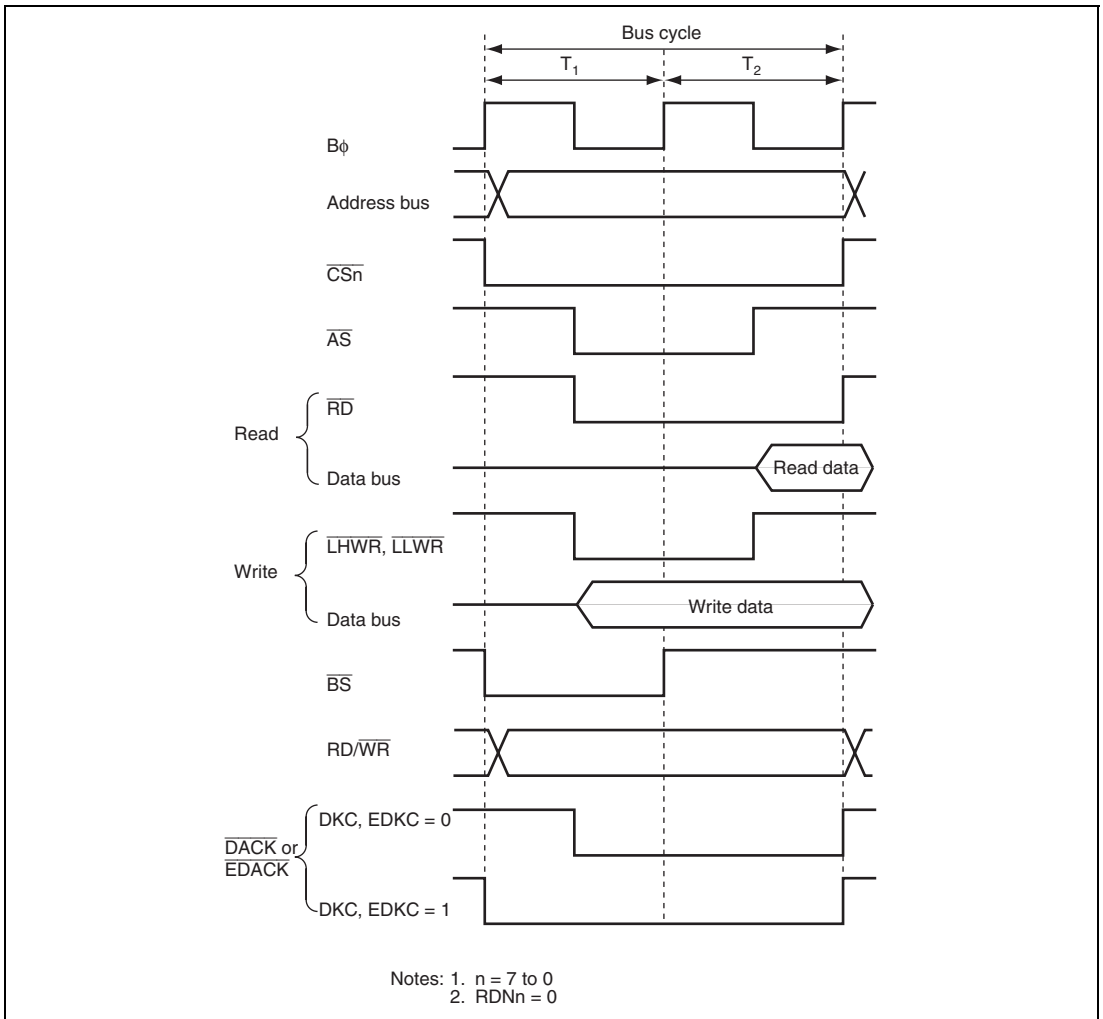 Bus cycle
T1
T2
Bφ
Address bus
CSn
AS
Read
RD
Data bus
Read data
Write
LHWR, LLWR
Data bus
Write data
BS
RD/WR
DACK or
EDACK
DKC, EDKC = 0
DKC, EDKC = 1
Notes: 1. n = 7 to 0
2. RDNn = 0